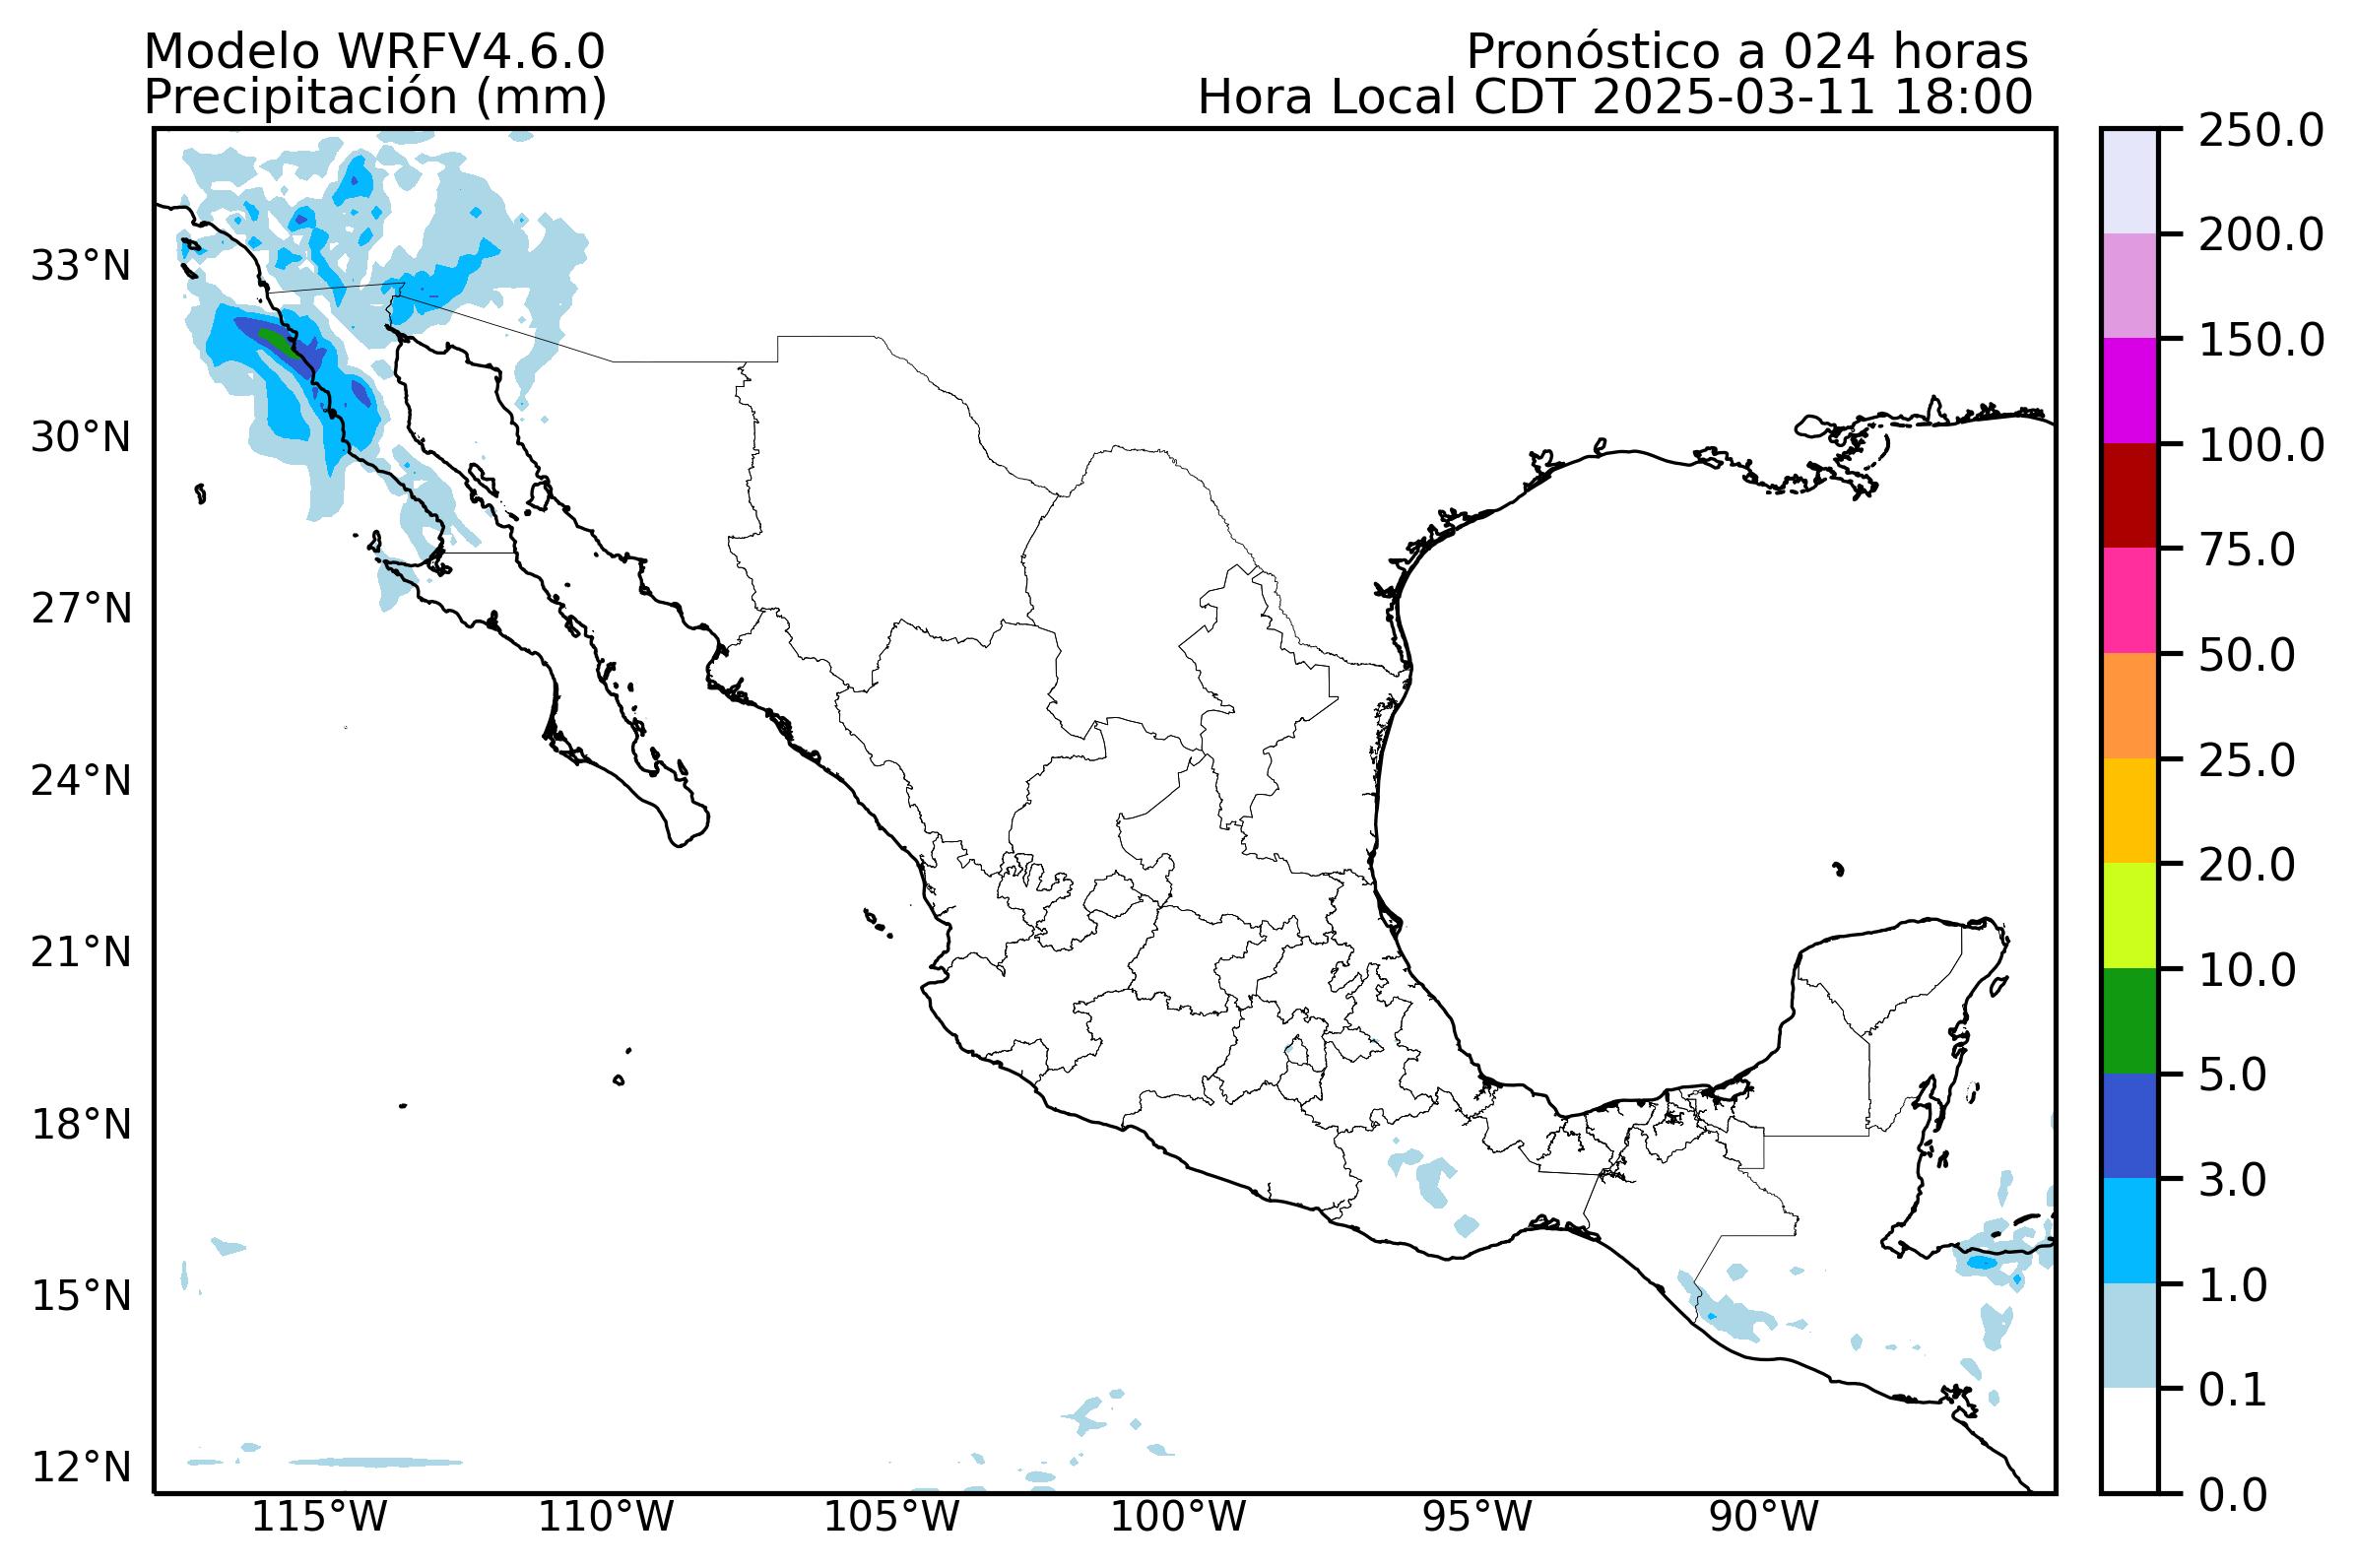 Modelo WRFV4.6.0
Precipitación (mm)
Pronóstico a 024 horas
Hora Local CDT 2025-03-11 18:00
33°N
30°N
27°N
24°N
21°N
18°N
15°N
12°N
115°W
110°W
105°W
100°W
95°W
90°W
250.0
200.0
150.0
100.0
75.0
50.0
25.0
20.0
10.0
5.0
3.0
1.0
0.1
0.0